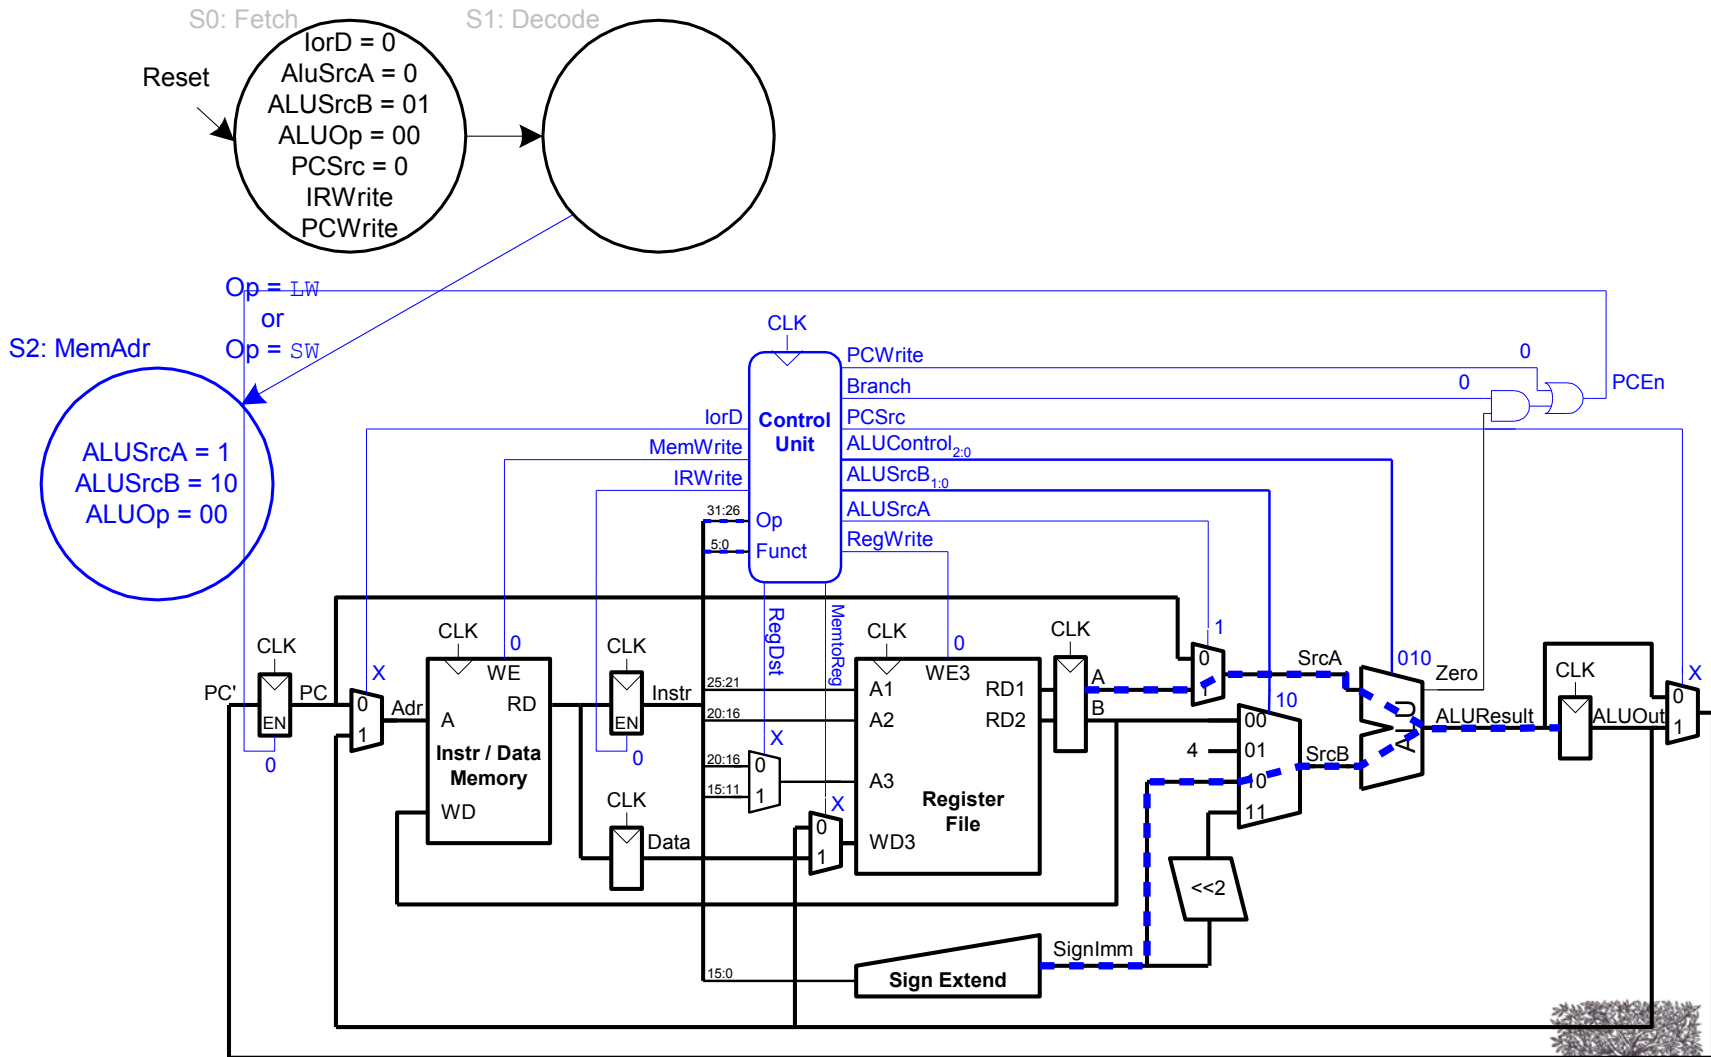 S0: Fetch
S1: Decode
Reset
IorD = 0
AluSrcA = 0
ALUSrcB = 01
ALUOp = 00
PCSrc = 0
IRWrite
PCWrite
Op = LW
or
Op = SW
S2: MemAdr
ALUSrcA = 1
ALUSrcB = 10
ALUOp = 00
CLK
PCWrite
0
Branch
0
PCEn
IorD
Control
Unit
PCSrc
MemWrite
ALUControl2:0
IRWrite
ALUSrcB1:0
31:26
Op
ALUSrcA
5:0
Funct
RegWrite
RegDst
MemtoReg
CLK
CLK
CLK
CLK
CLK
0
0
1
X
WE
WE3
0
SrcA
010
Zero
CLK
X
PC'
PC
EN
0
0
1
Adr
A
RD
Instr
EN
0
25:21
A1
RD1
A
1
0
20:16
A2
RD2
B
10
00
ALU
ALUResult
ALUOut
1
Instr / Data
Memory
4
01
SrcB
X
20:16
0
15:11
1
A3
10
WD
CLK
X
Register
File
11
Data
0
1
WD3
<<2
SignImm
15:0
Sign Extend